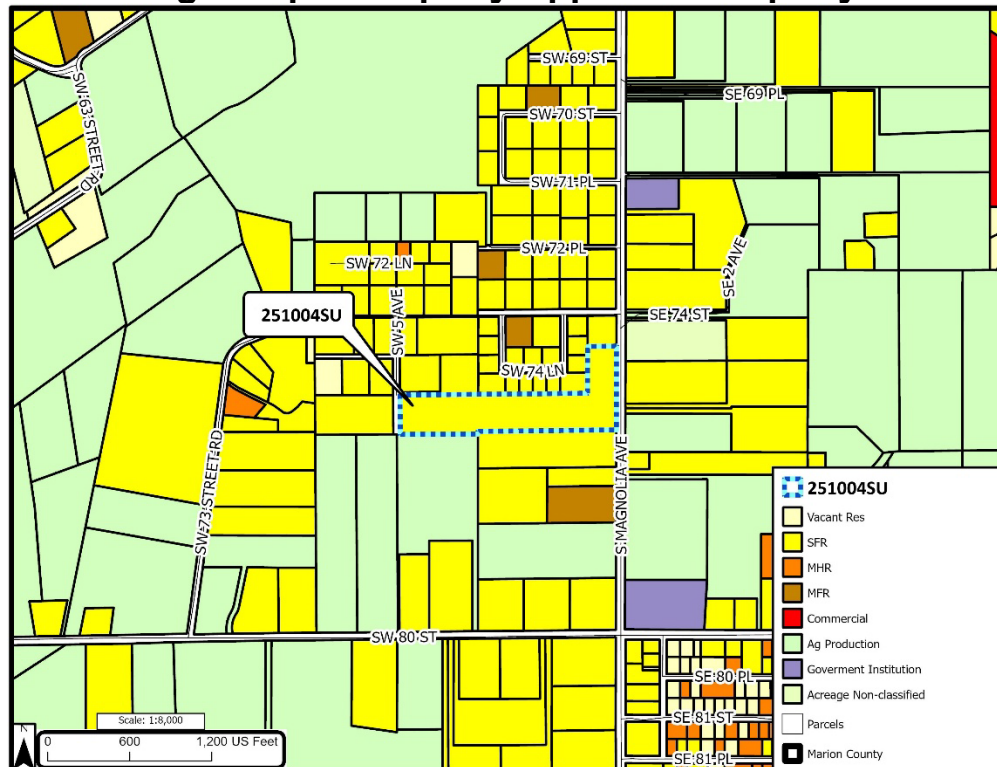 SW 69 ST
SE 69 PL
SW 63 STREET RD
SW 70 ST
SW 71 PL
SW 72 PL
SW 72 LN
SE 2 AVE
251004SU
SW 5 AVE
SE 74 ST
SW 74 LN
SW 73 STREET RD
S MAGNOLIA AVE
SW 80 ST
SE 80 PL
SE 81 ST
SE 81 PL
251004SU
Vacant Res
SFR
MHR
MFR
Commercial
Ag Production
Goverment Institution
Acreage Non-classified
Parcels
Marion County
Scale: 1:8,000
0 600 1,200 US Feet